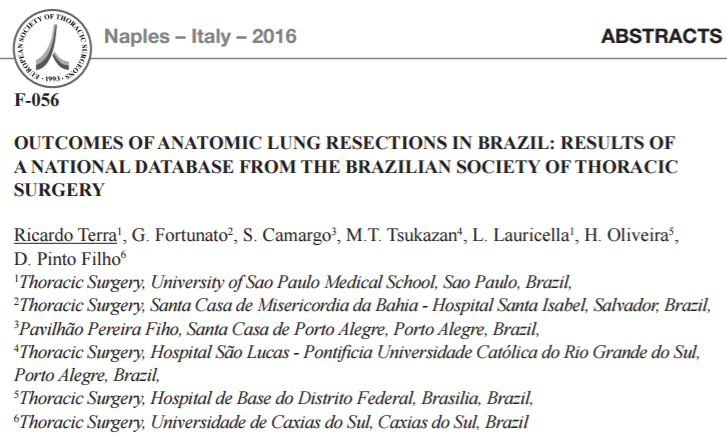 EUROPEAN SOCIETY OF THORACIC SURGEONS
· 1993 ·
Naples – Italy – 2016
ABSTRACTS
F-056
OUTCOMES OF ANATOMIC LUNG RESECTIONS IN BRAZIL: RESULTS OF
A NATIONAL DATABASE FROM THE BRAZILIAN SOCIETY OF THORACIC
SURGERY
Ricardo Terra¹, G. Fortunato², S. Camargo³, M.T. Tsukazan⁴, L. Lauricella¹, H. Oliveira⁵,
D. Pinto Filho⁶
¹Thoracic Surgery, University of Sao Paulo Medical School, Sao Paulo, Brazil,
²Thoracic Surgery, Santa Casa de Misericordia da Bahia - Hospital Santa Isabel, Salvador, Brazil,
³Pavilhão Pereira Fiho, Santa Casa de Porto Alegre, Porto Alegre, Brazil,
⁴Thoracic Surgery, Hospital São Lucas - Pontificia Universidade Católica do Rio Grande do Sul,
Porto Alegre, Brazil,
⁵Thoracic Surgery, Hospital de Base do Distrito Federal, Brasilia, Brazil,
⁶Thoracic Surgery, Universidade de Caxias do Sul, Caxias do Sul, Brazil